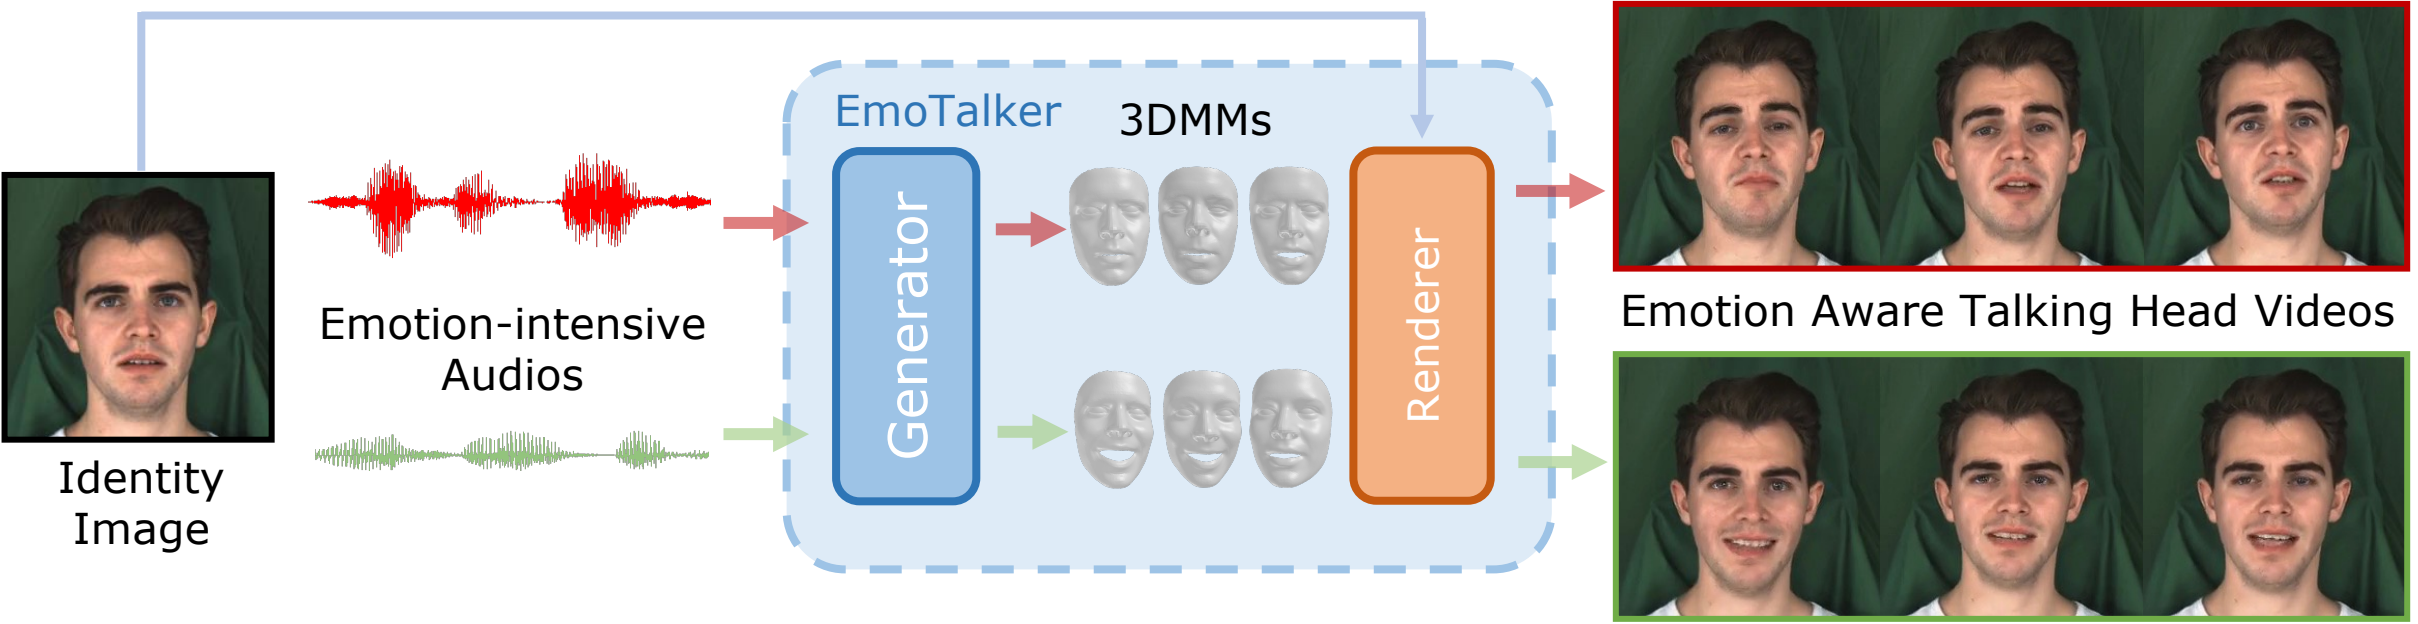 Identity
Image
Emotion-intensive
Audios
EmoTalker
Generator
3DMMs
Renderer
Emotion Aware Talking Head Videos